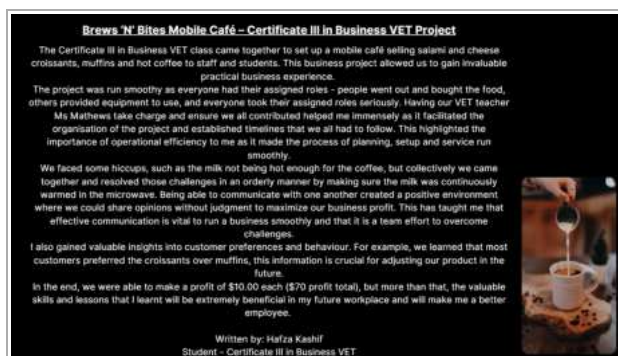 Brews 'N' Bites Mobile Café – Certificate III in Business VET Project
The Certificate III in Business VET class came together to set up a mobile café selling salami and cheese
croissants, muffins and hot coffee to staff and students. This business project allowed us to gain invaluable
practical business experience.
The project was run smoothy as everyone had their assigned roles - people went out and bought the food,
others provided equipment to use, and everyone took their assigned roles seriously. Having our VET teacher
Ms Mathews take charge and ensure we all contributed helped me immensely as it facilitated the
organisation of the project and established timelines that we all had to follow. This highlighted the
importance of operational efficiency to me as it made the process of planning, setup and service run
smoothly.
We faced some hiccups, such as the milk not being hot enough for the coffee, but collectively we came
together and resolved those challenges in an orderly manner by making sure the milk was continuously
warmed in the microwave. Being able to communicate with one another created a positive environment
where we could share opinions without judgment to maximize our business profit. This has taught me that
effective communication is vital to run a business smoothly and that it is a team effort to overcome
challenges.
I also gained valuable insights into customer preferences and behaviour. For example, we learned that most
customers preferred the croissants over muffins, this information is crucial for adjusting our product in the
future.
In the end, we were able to make a profit of $10.00 each ($70 profit total), but more than that, the valuable
skills and lessons that I learnt will be extremely beneficial in my future workplace and will make me a better
employee.
Written by: Hafza Kashif
Student - Certificate III in Business VET